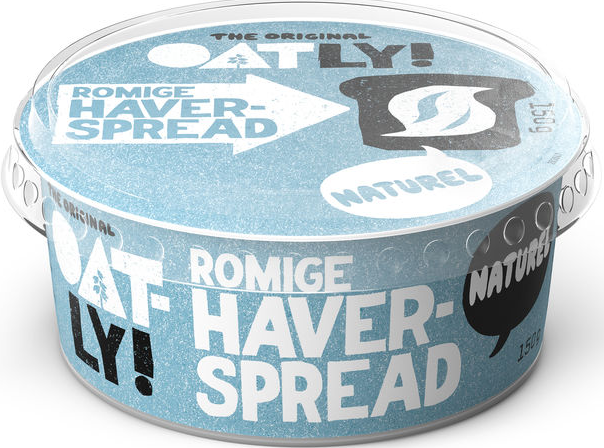 THE ORIGINAL
OATLY!
ROMIGE
HAVER-
SPREAD
150g
NATUREL
THE ORIGINAL
OAT-
LY!
ROMIGE
HAVER-
SPREAD
NATUREL
150g